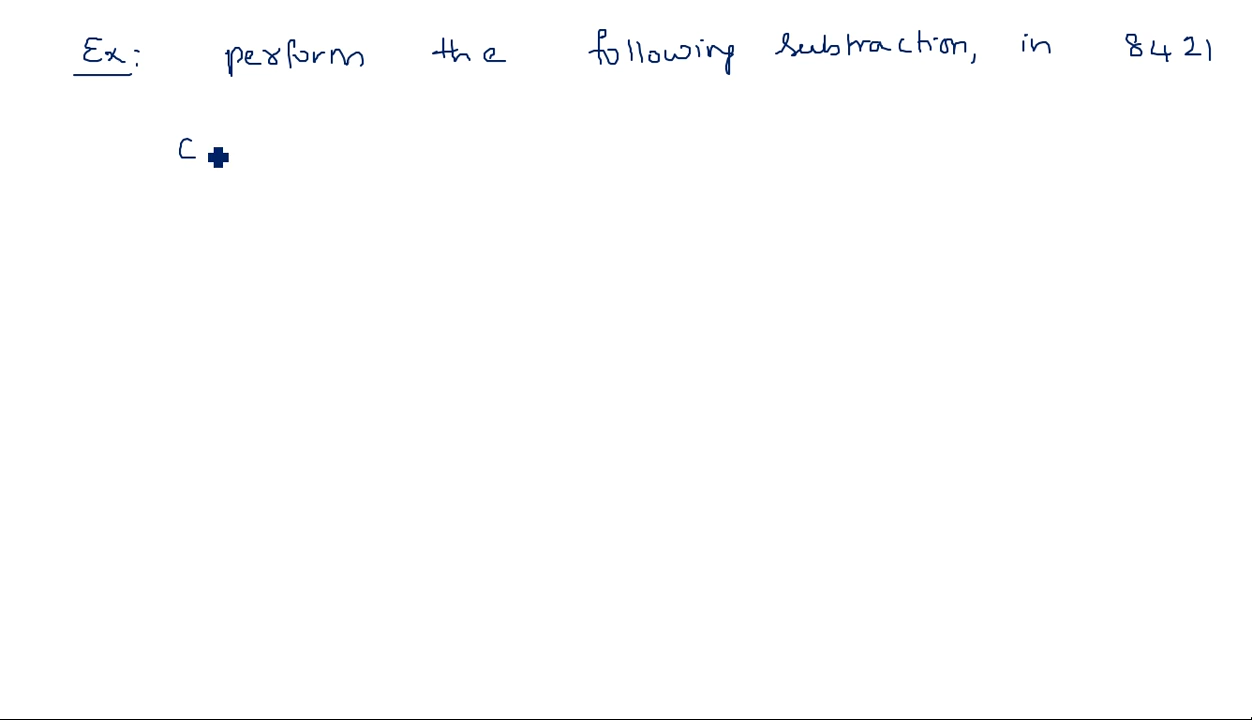 Ex: perform the following subtraction, in 8421
C